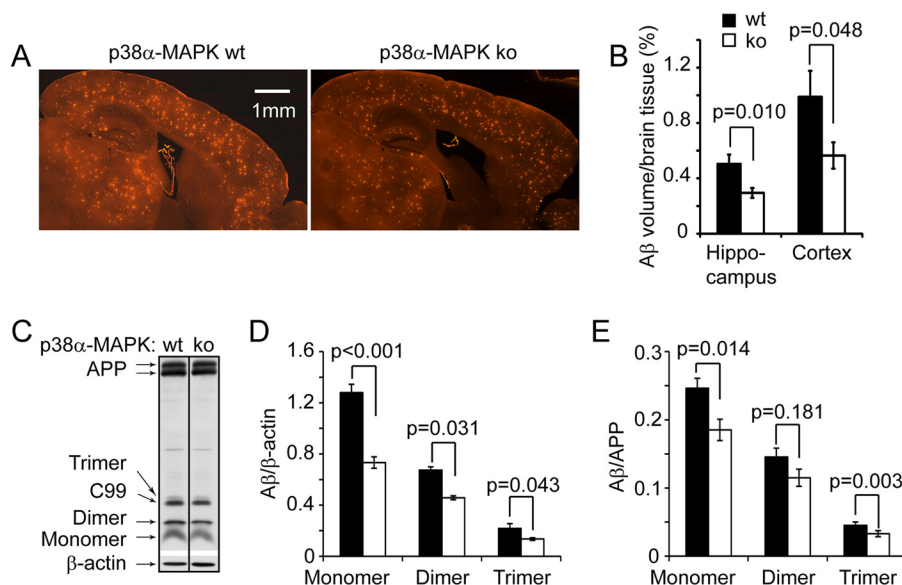 A
p38α-MAPK wt
p38α-MAPK ko
1mm
B
wt
ko
Aβ volume/brain tissue (%)
1.2
0.8
0.4
0
p=0.010
p=0.048
Hippo-
campus
Cortex
C
p38α-MAPK: wt ko
APP
Trimer
C99
Dimer
Monomer
β-actin
D
Aβ/β-actin
1.6
1.2
0.8
0.4
0
p<0.001
p=0.031
p=0.043
Monomer Dimer Trimer
E
Aβ/APP
0.3
0.2
0.1
0
p=0.014
p=0.181
p=0.003
Monomer Dimer Trimer